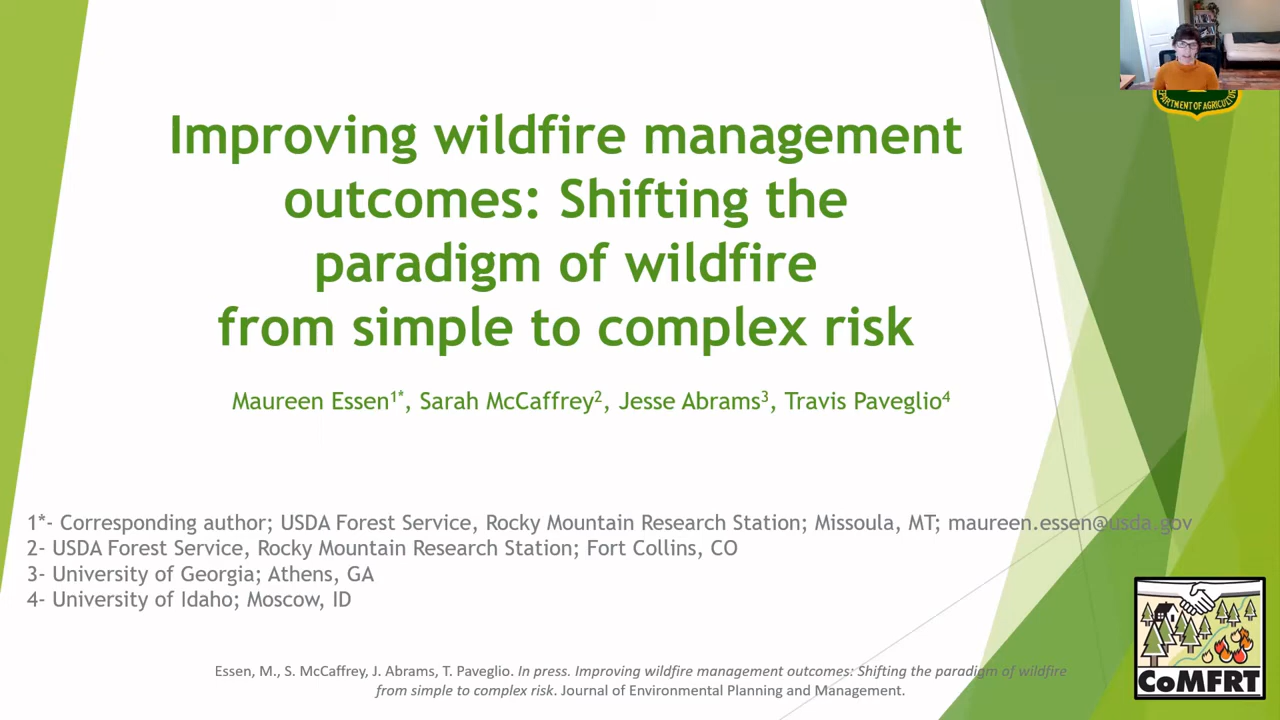 Improving wildfire management
outcomes: Shifting the
paradigm of wildfire
from simple to complex risk
Maureen Essen1*, Sarah McCaffrey2, Jesse Abrams3, Travis Paveglio4
1*- Corresponding author; USDA Forest Service, Rocky Mountain Research Station; Missoula, MT; maureen.essen@usda.gov
2- USDA Forest Service, Rocky Mountain Research Station; Fort Collins, CO
3- University of Georgia; Athens, GA
4- University of Idaho; Moscow, ID
Essen, M., S. McCaffrey, J. Abrams, T. Paveglio. In press. Improving wildfire management outcomes: Shifting the paradigm of wildfire
from simple to complex risk. Journal of Environmental Planning and Management.
DEPARTMENT OF AGRICULTURE
CoMFRT